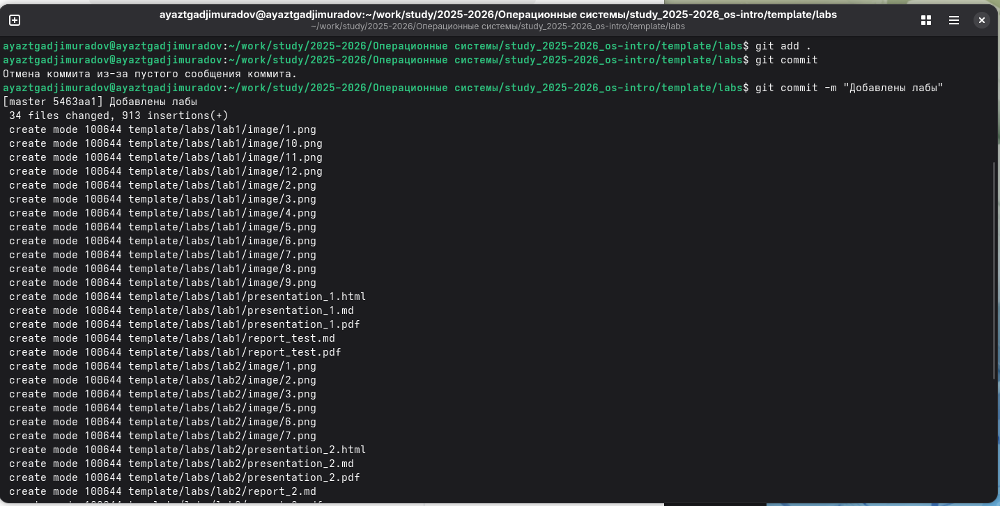 ayaztgadjimuradov@ayaztgadjimuradov:~/work/study/2025-2026/Операционные системы/study_2025-2026_os-intro/template/labs
~/work/study/2025-2026/Операционные системы/study_2025-2026_os-intro/template/labs
ayaztgadjimuradov@ayaztgadjimuradov:~/work/study/2025-2026/Операционные системы/study_2025-2026_os-intro/template/labs$ git add .
ayaztgadjimuradov@ayaztgadjimuradov:~/work/study/2025-2026/Операционные системы/study_2025-2026_os-intro/template/labs$ git commit
Отмена коммита из-за пустого сообщения коммита.
ayaztgadjimuradov@ayaztgadjimuradov:~/work/study/2025-2026/Операционные системы/study_2025-2026_os-intro/template/labs$ git commit -m "Добавлены лабы"
[master 5463aa1] Добавлены лабы
 34 files changed, 913 insertions(+)
 create mode 100644 template/labs/lab1/image/1.png
 create mode 100644 template/labs/lab1/image/10.png
 create mode 100644 template/labs/lab1/image/11.png
 create mode 100644 template/labs/lab1/image/12.png
 create mode 100644 template/labs/lab1/image/2.png
 create mode 100644 template/labs/lab1/image/3.png
 create mode 100644 template/labs/lab1/image/4.png
 create mode 100644 template/labs/lab1/image/5.png
 create mode 100644 template/labs/lab1/image/6.png
 create mode 100644 template/labs/lab1/image/7.png
 create mode 100644 template/labs/lab1/image/8.png
 create mode 100644 template/labs/lab1/image/9.png
 create mode 100644 template/labs/lab1/presentation_1.html
 create mode 100644 template/labs/lab1/presentation_1.md
 create mode 100644 template/labs/lab1/presentation_1.pdf
 create mode 100644 template/labs/lab1/report_test.md
 create mode 100644 template/labs/lab1/report_test.pdf
 create mode 100644 template/labs/lab2/image/1.png
 create mode 100644 template/labs/lab2/image/2.png
 create mode 100644 template/labs/lab2/image/3.png
 create mode 100644 template/labs/lab2/image/5.png
 create mode 100644 template/labs/lab2/image/6.png
 create mode 100644 template/labs/lab2/image/7.png
 create mode 100644 template/labs/lab2/presentation_2.html
 create mode 100644 template/labs/lab2/presentation_2.md
 create mode 100644 template/labs/lab2/presentation_2.pdf
 create mode 100644 template/labs/lab2/report_2.md